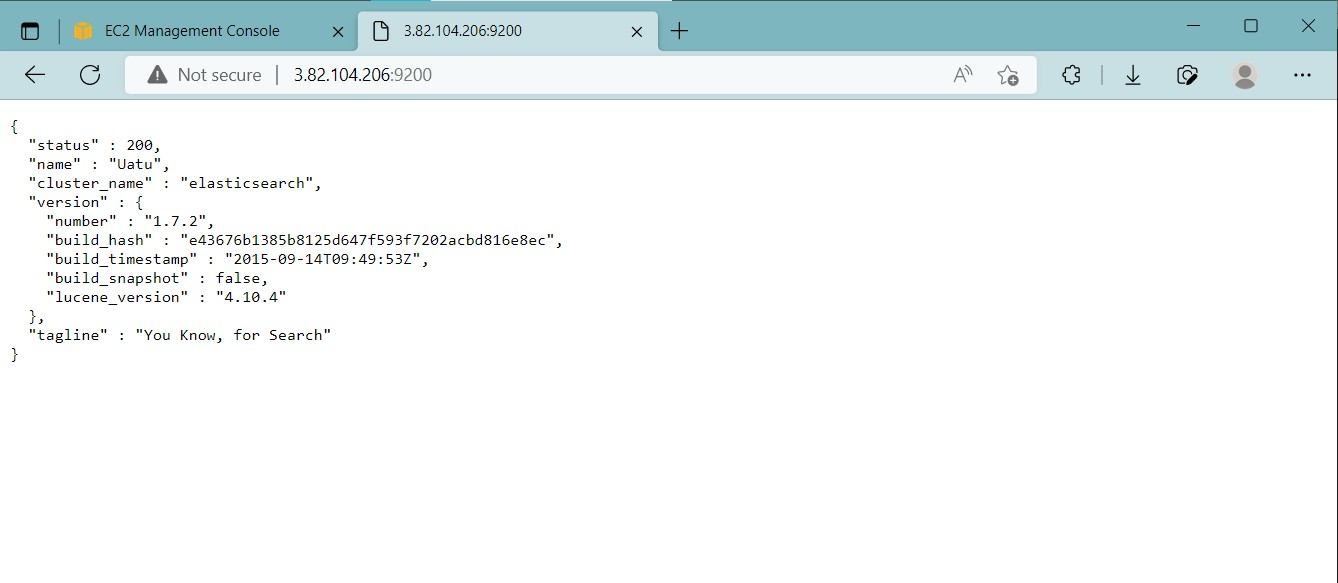 EC2 Management Console
3.82.104.206:9200
Not secure | 3.82.104.206:9200
{
  "status" : 200,
  "name" : "Uatu",
  "cluster_name" : "elasticsearch",
  "version" : {
    "number" : "1.7.2",
    "build_hash" : "e43676b1385b8125d647f593f7202acbd816e8ec",
    "build_timestamp" : "2015-09-14T09:49:53Z",
    "build_snapshot" : false,
    "lucene_version" : "4.10.4"
  },
  "tagline" : "You Know, for Search"
}